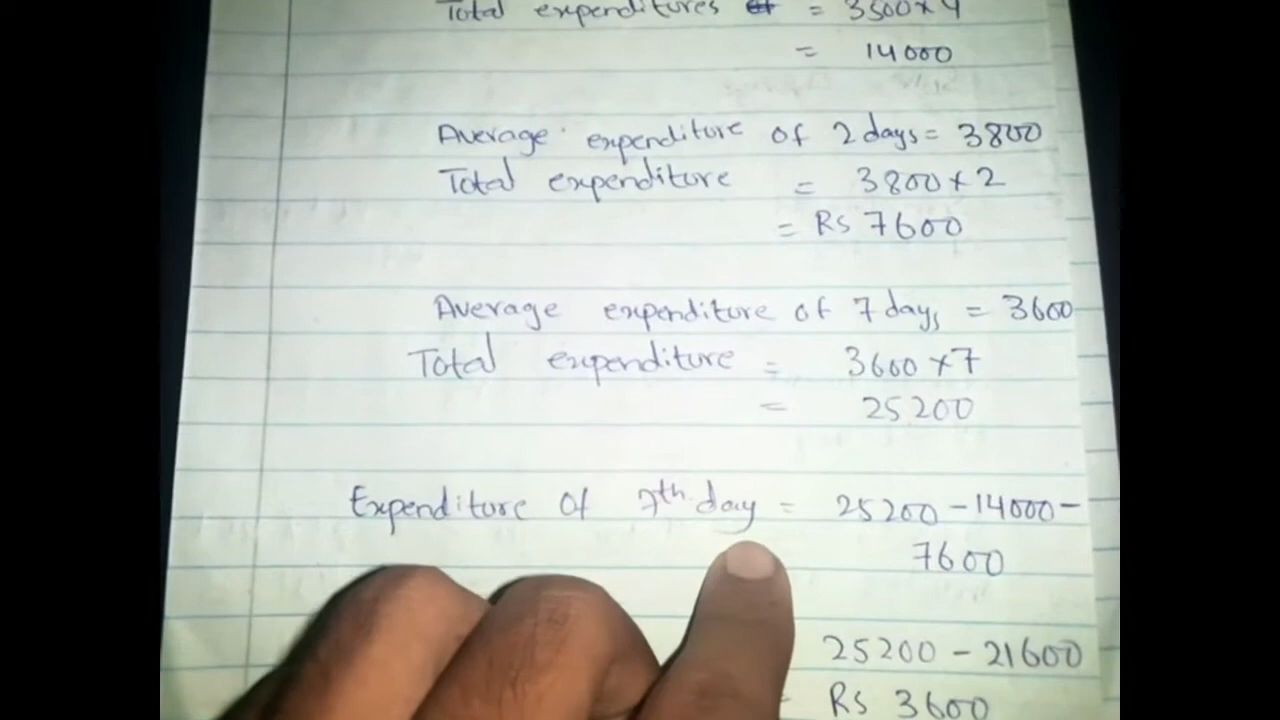 Total expenditures = 3500 × 4
= 14000
Average expenditure of 2 days = 3800
Total expenditure = 3800 × 2
= Rs 7600
Average expenditure of 7 days = 3600
Total expenditure = 3600 × 7
= 25200
Expenditure of 7th day = 25200 - 14000 -
7600
25200 - 21600
= Rs 3600